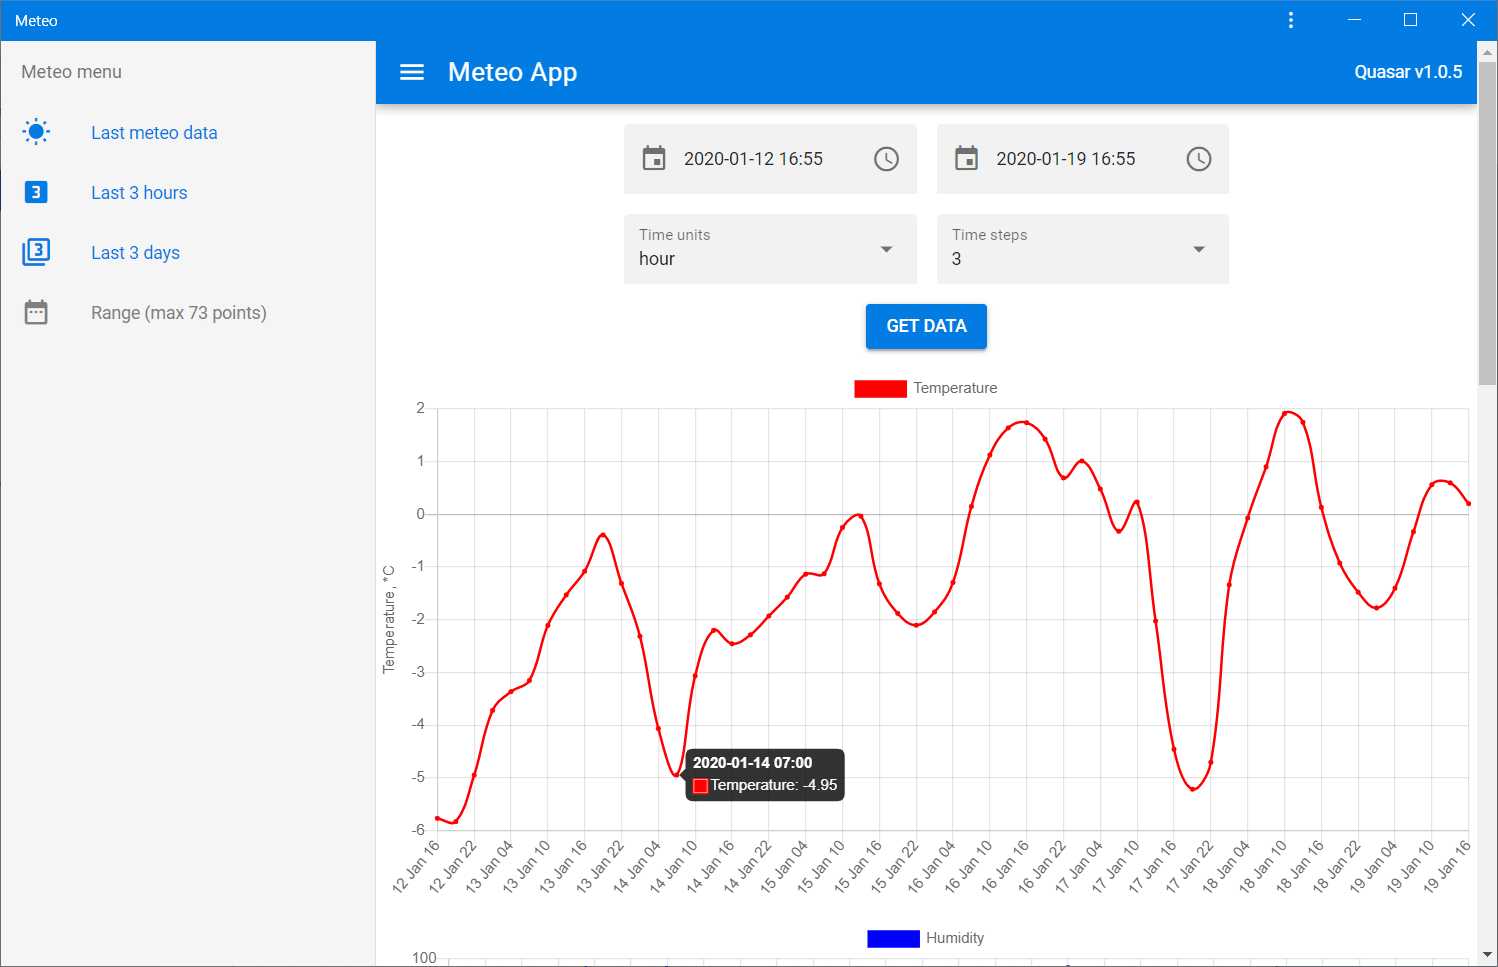 Meteo
Meteo menu
Last meteo data
3
Last 3 hours
3
Last 3 days
Range (max 73 points)
Meteo App
Quasar v1.0.5
2020-01-12 16:55
2020-01-19 16:55
Time units
hour
Time steps
3
GET DATA
Temperature
2
1
0
-1
-2
-3
-4
-5
-6
Temperature , *C
2020-01-14 07:00
Temperature: -4.95
12 Jan 16
12 Jan 22
13 Jan 04
13 Jan 10
13 Jan 16
13 Jan 22
14 Jan 04
14 Jan 10
14 Jan 16
14 Jan 22
15 Jan 04
15 Jan 10
15 Jan 16
15 Jan 22
16 Jan 04
16 Jan 10
16 Jan 16
16 Jan 22
17 Jan 04
17 Jan 10
17 Jan 16
17 Jan 22
18 Jan 04
18 Jan 10
18 Jan 16
18 Jan 22
19 Jan 04
19 Jan 10
19 Jan 16
Humidity
100